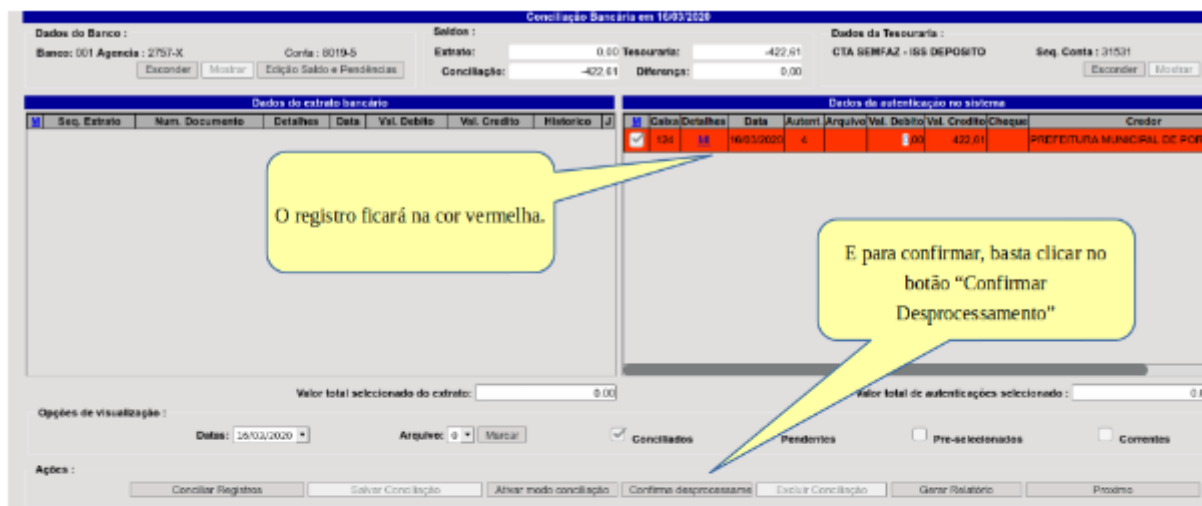 Conciliação Bancária em 16/03/2020
Dados do Banco :
Saldos :
Dados da Tesouraria :
Banco: 001 Agencia : 2757-X Conta : 8019-5
Extrato: 0,00 Tesouraria: -422,61
CTA SEMFAZ - ISS DEPOSITO Seq. Conta : 31531
Esconder Mostrar Edição Saldo e Pendências
Conciliação: -422,61 Diferença: 0,00
Esconder Mostrar
Dados do extrato bancário
Dados da autenticação no sistema
M Seq. Extrato Num. Documento Detalhes Data Val. Debito Val. Credito Historico J
M Caixa Detalhes Data Autent. Arquivo Val. Debito Val. Credito Cheque Credor
124 M 16/03/2020 4 0,00 422,61 PREFEITURA MUNICIPAL DE POR
O registro ficará na cor vermelha.
E para confirmar, basta clicar no
botão “Confirmar
Desprocessamento”
Valor total selecionado do extrato: 0.00
Valor total de autenticações selecionado :
Opções de visualização :
Datas: 16/03/2020 Arquivo: 0 Marcar Conciliados Pendentes Pre-selecionados Correntes
Ações :
Conciliar Registros Salvar Conciliação Ativar modo conciliação Confirma desprocessame Excluir Conciliação Gerar Relatório Proximo